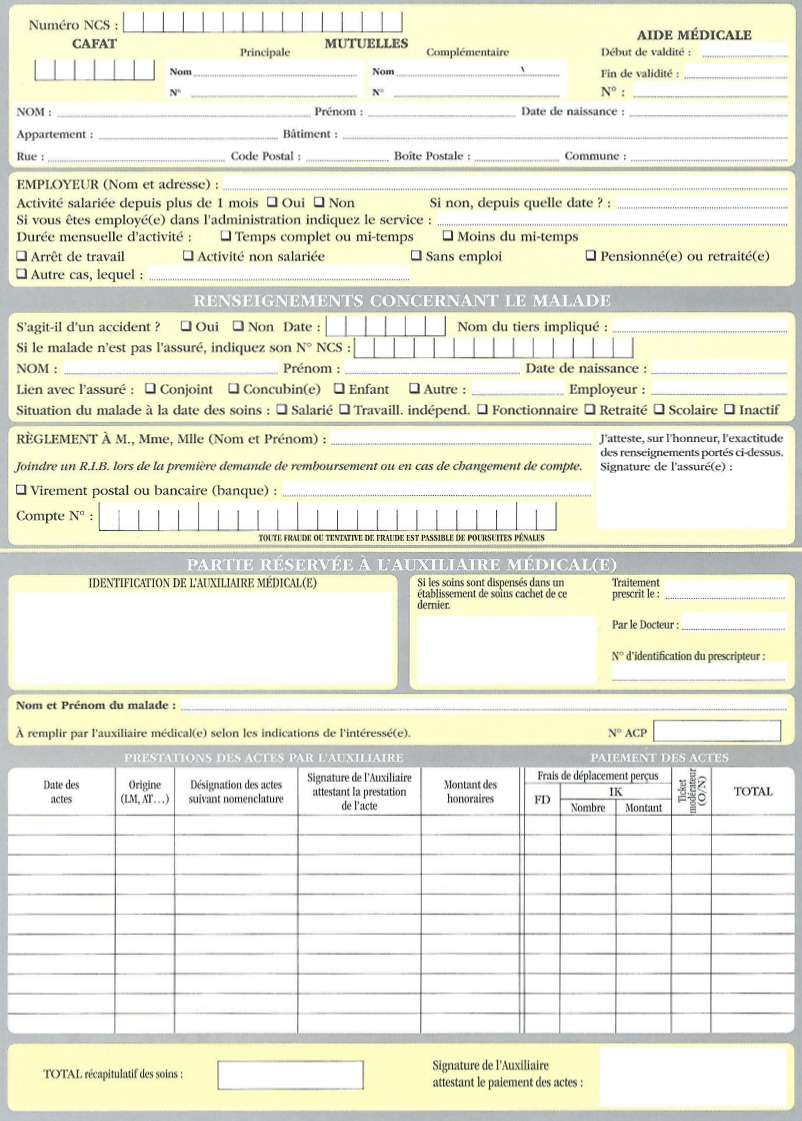 Numéro NCS :
CAFAT
MUTUELLES
AIDE MÉDICALE
Principale
Complémentaire
Début de valdité :
Nom
Nom
Fin de validité :
N°
N°
N° :
NOM :
Prénom :
Date de naissance :
Appartement :
Bâtiment :
Rue :
Code Postal :
Boîte Postale :
Commune :
EMPLOYEUR (Nom et adresse) :
Activité salariée depuis plus de 1 mois ❑ Oui ❑ Non
Si non, depuis quelle date ? :
Si vous êtes employé(e) dans l'administration indiquez le service :
Durée mensuelle d'activité : ❑ Temps complet ou mi-temps ❑ Moins du mi-temps
❑ Arrêt de travail ❑ Activité non salariée ❑ Sans emploi ❑ Pensionné(e) ou retraité(e)
❑ Autre cas, lequel :
RENSEIGNEMENTS CONCERNANT LE MALADE
S'agit-il d'un accident ? ❑ Oui ❑ Non Date :
Nom du tiers impliqué :
Si le malade n'est pas l'assuré, indiquez son N° NCS :
NOM :
Prénom :
Date de naissance :
Lien avec l'assuré : ❑ Conjoint ❑ Concubin(e) ❑ Enfant ❑ Autre :
Employeur :
Situation du malade à la date des soins : ❑ Salarié ❑ Travaill. indépend. ❑ Fonctionnaire ❑ Retraité ❑ Scolaire ❑ Inactif
RÈGLEMENT À M., Mme, Mlle (Nom et Prénom) :
J'atteste, sur l'honneur, l'exactitude
des renseignements portés ci-dessus.
Signature de l'assuré(e) :
Joindre un R.I.B. lors de la première demande de remboursement ou en cas de changement de compte.
❑ Virement postal ou bancaire (banque) :
Compte N° :
TOUTE FRAUDE OU TENTATIVE DE FRAUDE EST PASSIBLE DE POURSUITES PÉNALES
PARTIE RÉSERVÉE À L'AUXILIAIRE MÉDICAL(E)
IDENTIFICATION DE L'AUXILIAIRE MÉDICAL(E)
Si les soins sont dispensés dans un
établissement de soins cachet de ce
dernier.
Traitement
prescrit le :
Par le Docteur :
N° d'identification du prescripteur :
Nom et Prénom du malade :
À remplir par l'auxiliaire médical(e) selon les indications de l'intéressé(e).
N° ACP
PRESTATIONS DES ACTES PAR L'AUXILIAIRE
PAIEMENT DES ACTES
Date des
actes
Origine
(LM, AT…)
Désignation des actes
suivant nomenclature
Signature de l'Auxiliaire
attestant la prestation
de l'acte
Montant des
honoraires
Frais de déplacement perçus
FD
IK
Nombre
Montant
Ticket
modérateur
(O/N)
TOTAL
TOTAL récapitulatif des soins :
Signature de l'Auxiliaire
attestant le paiement des actes :